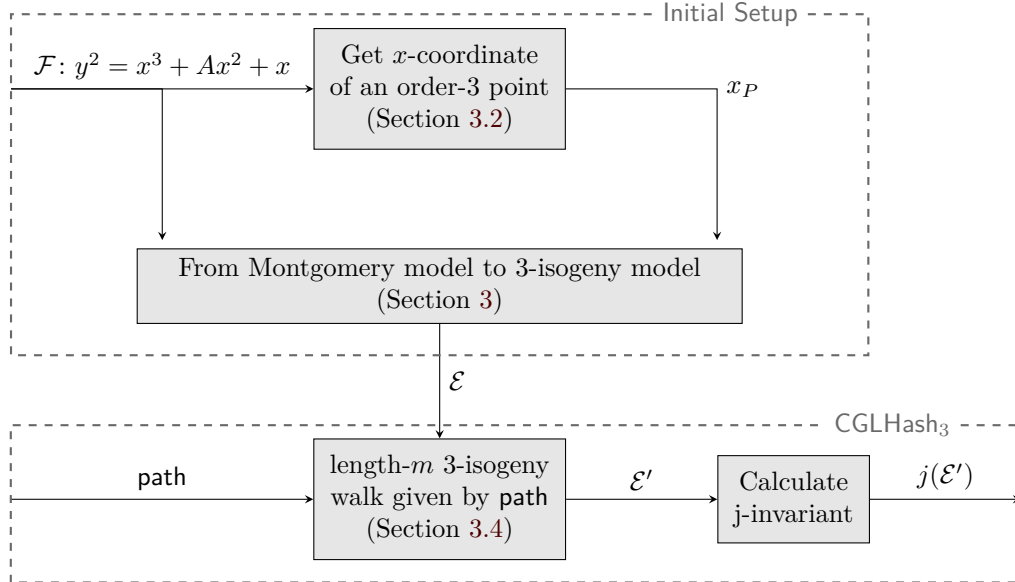 Initial Setup
𝓕: y² = x³ + Ax² + x
Get x-coordinate
of an order-3 point
(Section 3.2)
x_P
From Montgomery model to 3-isogeny model
(Section 3)
𝓔
CGLHash₃
path
length-m 3-isogeny
walk given by path
(Section 3.4)
𝓔′
Calculate
j-invariant
j(𝓔′)